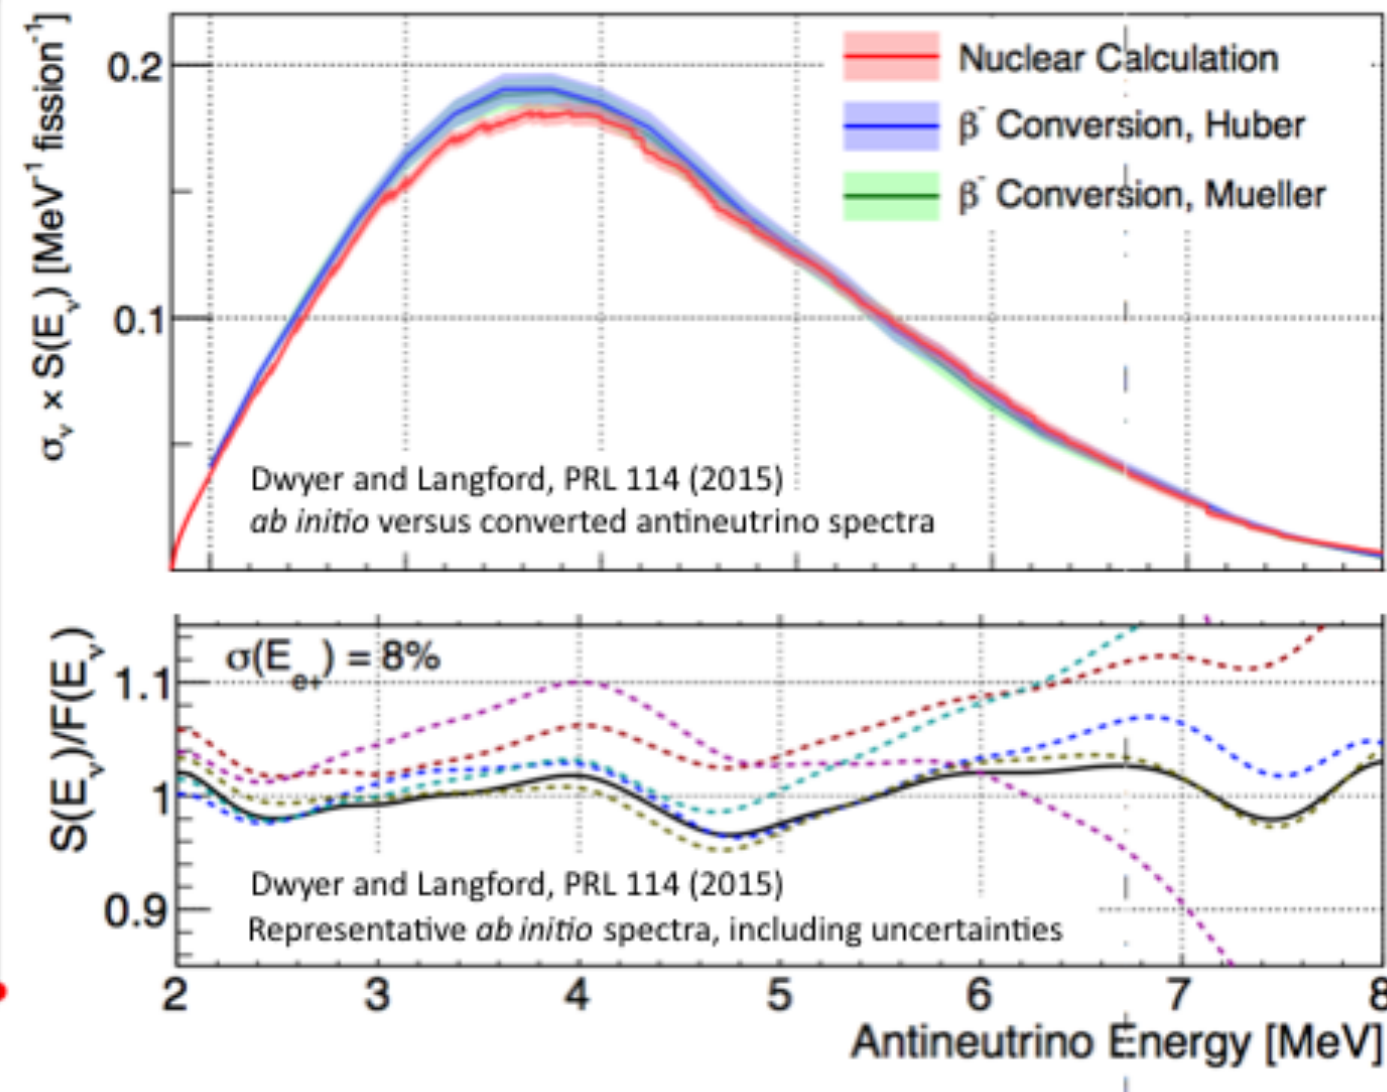 σν × S(Eν) [MeV⁻¹ fission⁻¹]
0.2
0.1
Nuclear Calculation
β⁻ Conversion, Huber
β⁻ Conversion, Mueller
Dwyer and Langford, PRL 114 (2015)
ab initio versus converted antineutrino spectra
S(Eν)/F(Eν)
σ(Ee+) = 8%
1.1
1
0.9
Dwyer and Langford, PRL 114 (2015)
Representative ab initio spectra, including uncertainties
2 3 4 5 6 7 8
Antineutrino Energy [MeV]